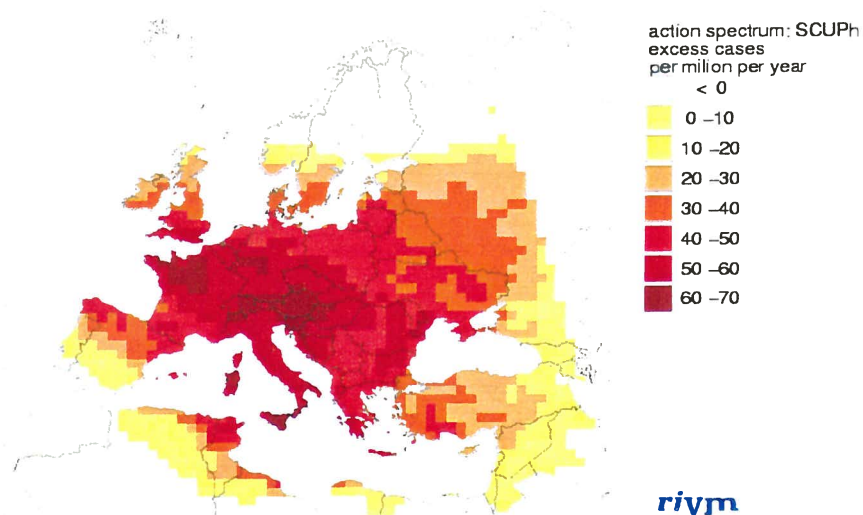 action spectrum: SCUPh
excess cases
per milion per year
< 0
0 –10
10 –20
20 –30
30 –40
40 –50
50 –60
60 –70
rivm